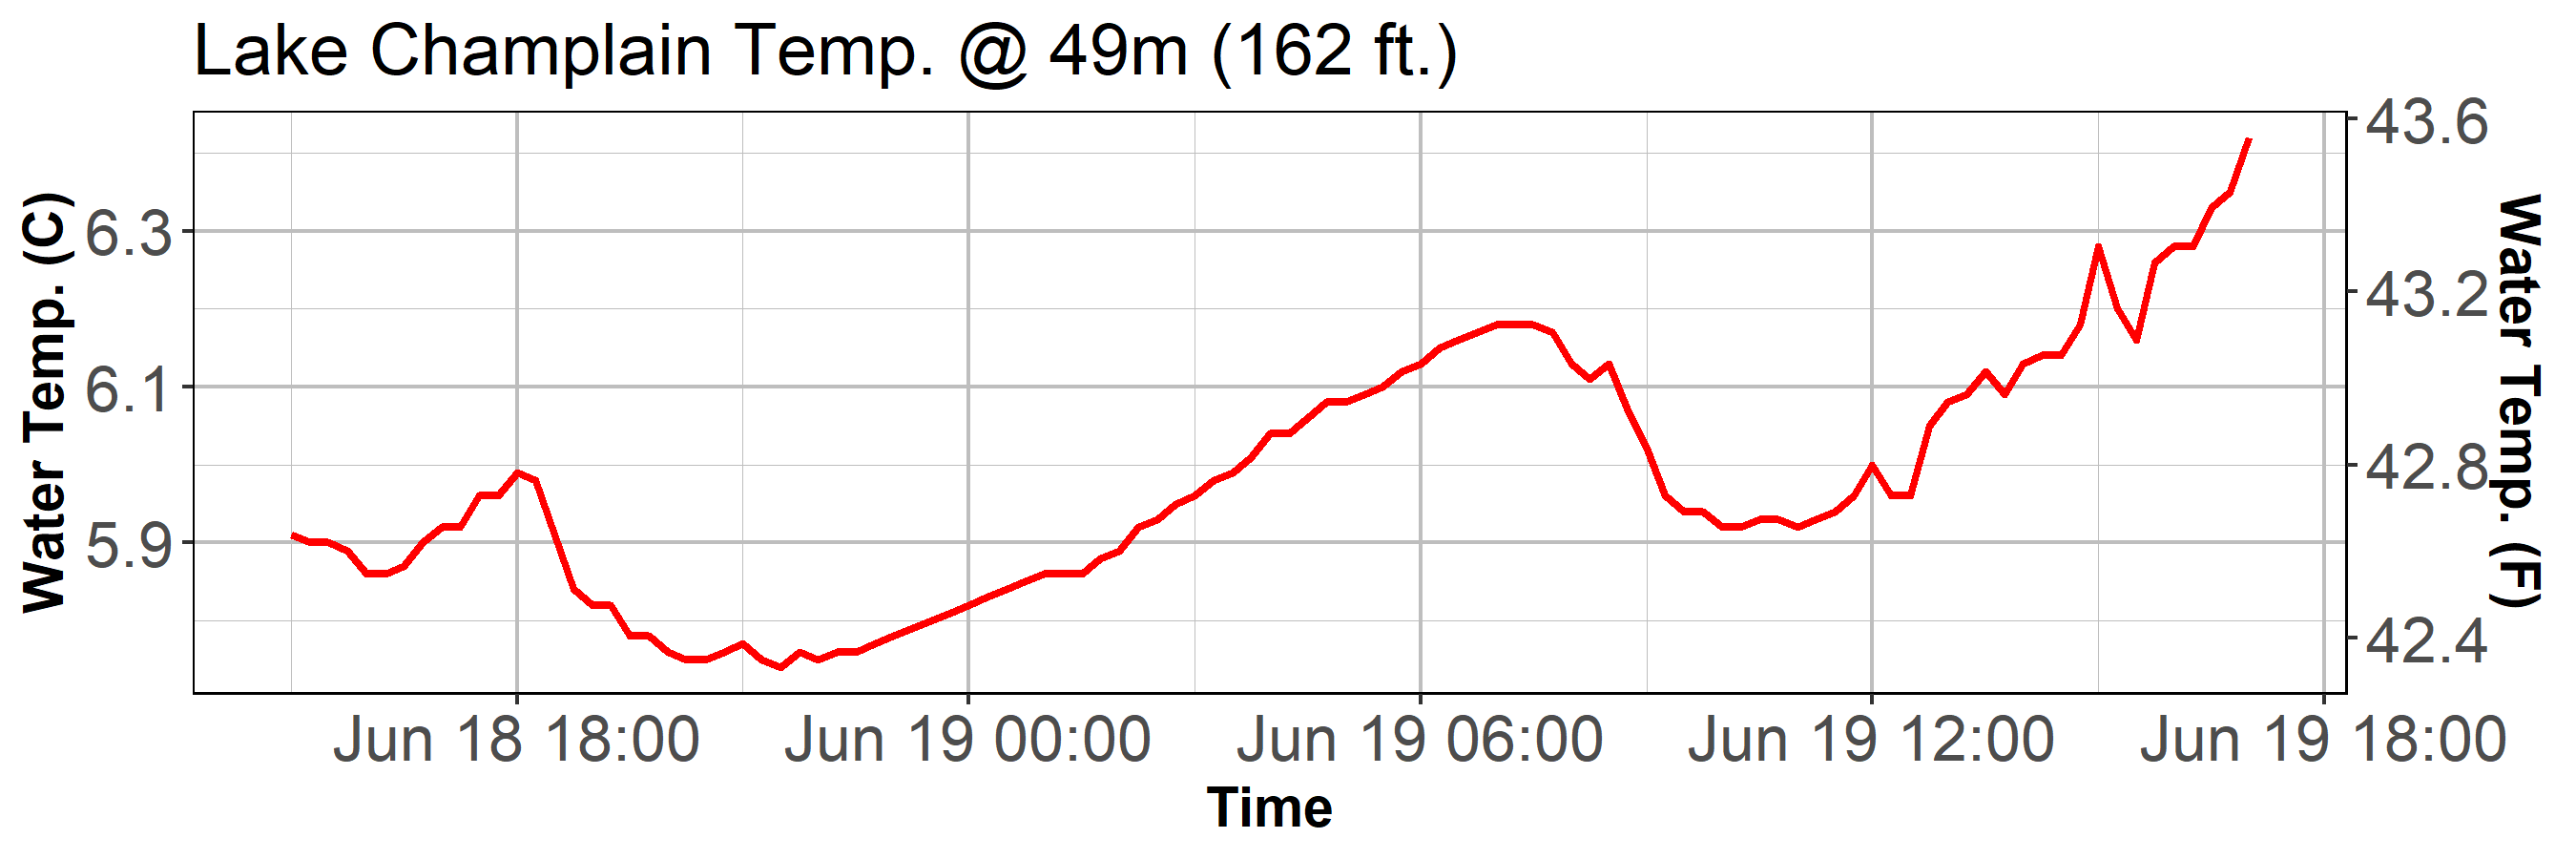 Lake Champlain Temp. @ 49m (162 ft.)
Water Temp. (C)
6.3
6.1
5.9
43.6
43.2
42.8
42.4
Water Temp. (F)
Jun 18 18:00 Jun 19 00:00 Jun 19 06:00 Jun 19 12:00 Jun 19 18:00
Time